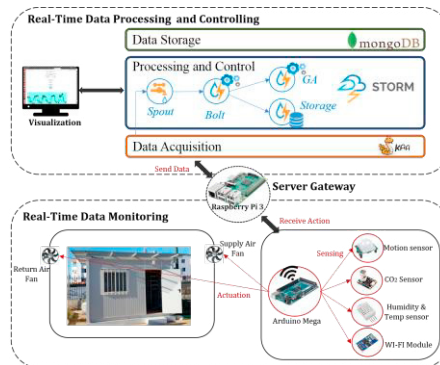 Real-Time Data Processing and Controlling
Data Storage
mongoDB
Processing and Control
GA
STORM
Spout
Bolt
Storage
Visualization
Data Acquisition
kaa
Send Data
Server Gateway
Raspberry Pi 3
Real-Time Data Monitoring
Receive Action
Supply Air
Fan
Return Air
Fan
Sensing
Motion sensor
CO₂ Sensor
Actuation
Arduino Mega
Humidity &
Temp sensor
WI-FI Module